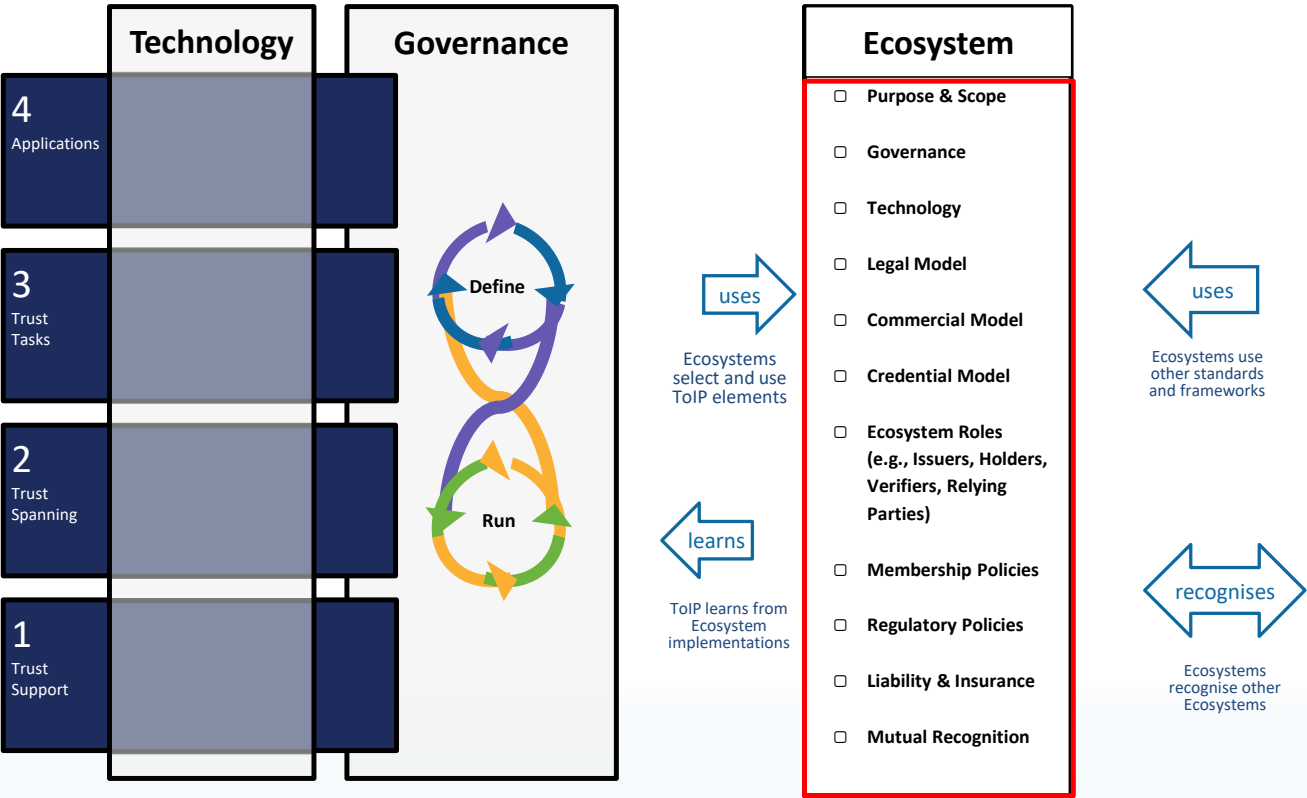 Technology
Governance
Ecosystem
4
Applications
3
Trust
Tasks
2
Trust
Spanning
1
Trust
Support
Define
Run
uses
Ecosystems
select and use
ToIP elements
learns
ToIP learns from
Ecosystem
implementations
Purpose & Scope
Governance
Technology
Legal Model
Commercial Model
Credential Model
Ecosystem Roles
(e.g., Issuers, Holders,
Verifiers, Relying
Parties)
Membership Policies
Regulatory Policies
Liability & Insurance
Mutual Recognition
uses
Ecosystems use
other standards
and frameworks
recognises
Ecosystems
recognise other
Ecosystems